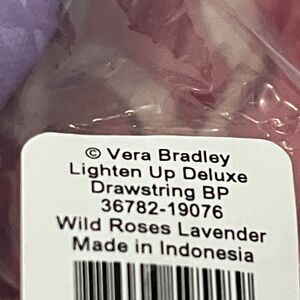 © Vera Bradley
Lighten Up Deluxe
Drawstring BP
36782-19076
Wild Roses Lavender
Made in Indonesia